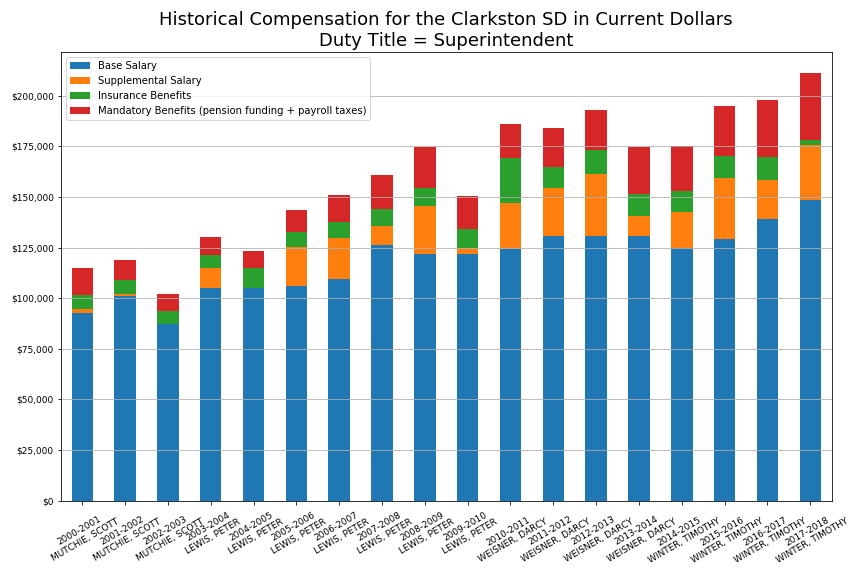 Historical Compensation for the Clarkston SD in Current Dollars
Duty Title = Superintendent
Base Salary
Supplemental Salary
Insurance Benefits
Mandatory Benefits (pension funding + payroll taxes)
$200,000
$175,000
$150,000
$125,000
$100,000
$75,000
$50,000
$25,000
$0
2000-2001
MUTCHIE. SCOTT
2001-2002
MUTCHIE. SCOTT
2002-2003
MUTCHIE. SCOTT
2003-2004
LEWIS, PETER
2004-2005
LEWIS, PETER
2005-2006
LEWIS, PETER
2006-2007
LEWIS, PETER
2007-2008
LEWIS, PETER
2008-2009
LEWIS, PETER
2009-2010
LEWIS, PETER
2010-2011
WEISNER, DARCY
2011-2012
WEISNER, DARCY
2012-2013
WEISNER, DARCY
2013-2014
WEISNER, DARCY
2014-2015
WINTER, TIMOTHY
2015-2016
WINTER, TIMOTHY
2016-2017
WINTER, TIMOTHY
2017-2018
WINTER, TIMOTHY